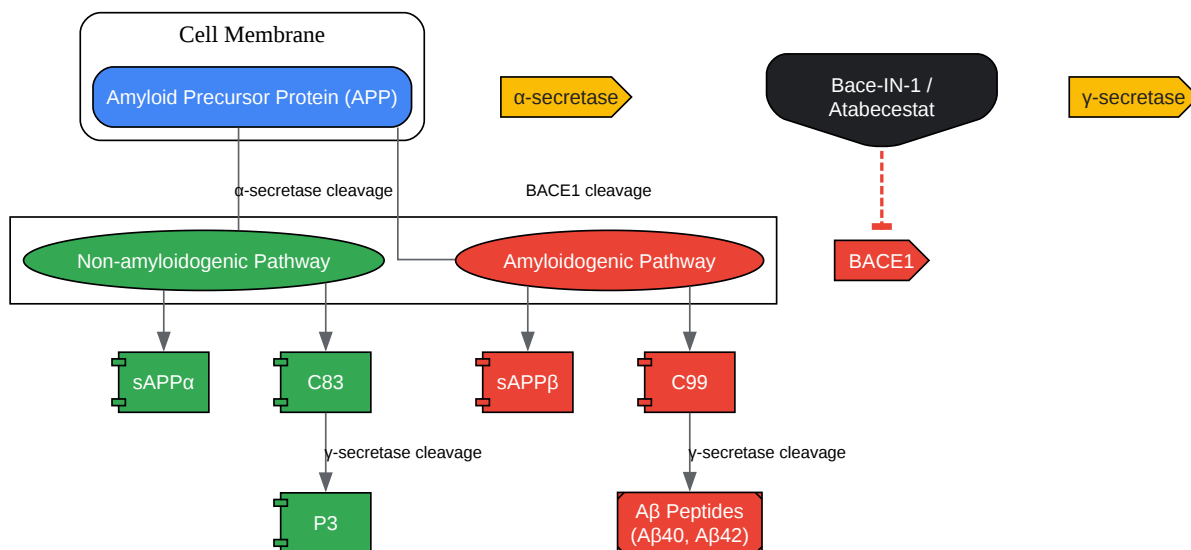 Cell Membrane
Amyloid Precursor Protein (APP)
α-secretase
Bace-IN-1 /
Atabecestat
γ-secretase
α-secretase cleavage
BACE1 cleavage
Non-amyloidogenic Pathway
Amyloidogenic Pathway
BACE1
sAPPα
C83
sAPPβ
C99
γ-secretase cleavage
γ-secretase cleavage
P3
Aβ Peptides
(Aβ40, Aβ42)